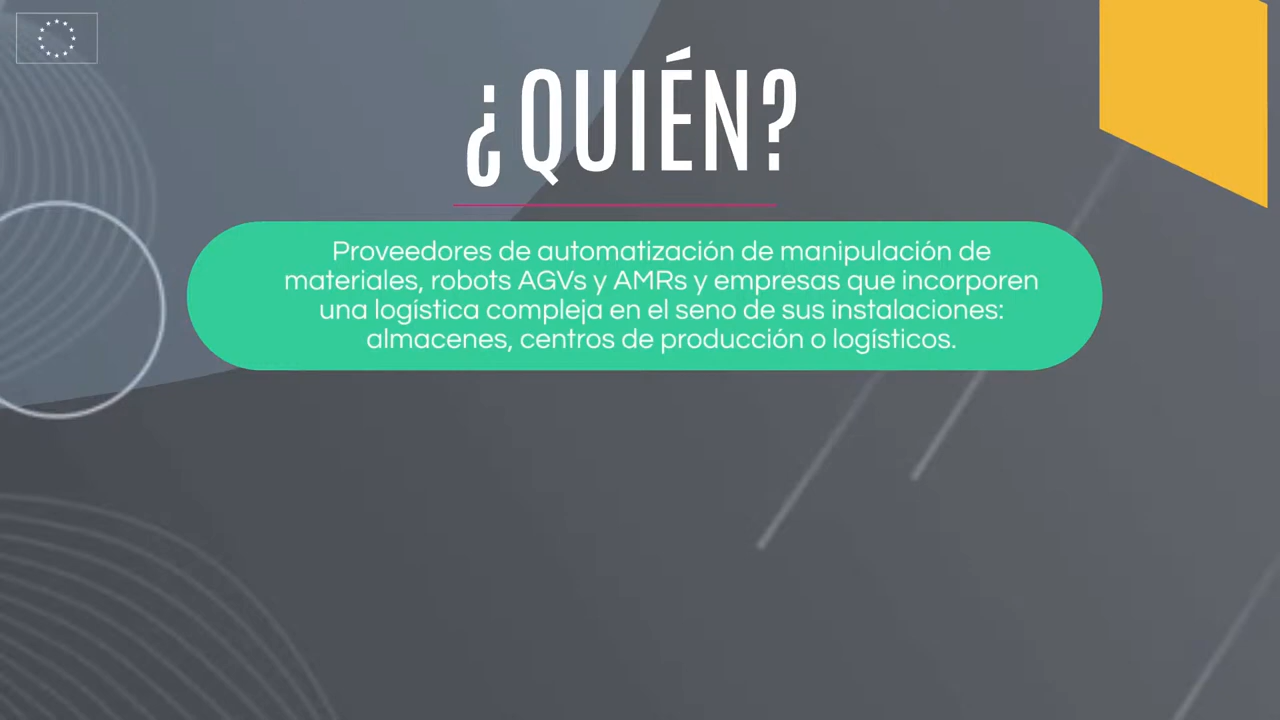 ¿QUIÉN?
Proveedores de automatización de manipulación de
materiales, robots AGVs y AMRs y empresas que incorporen
una logística compleja en el seno de sus instalaciones:
almacenes, centros de producción o logísticos.